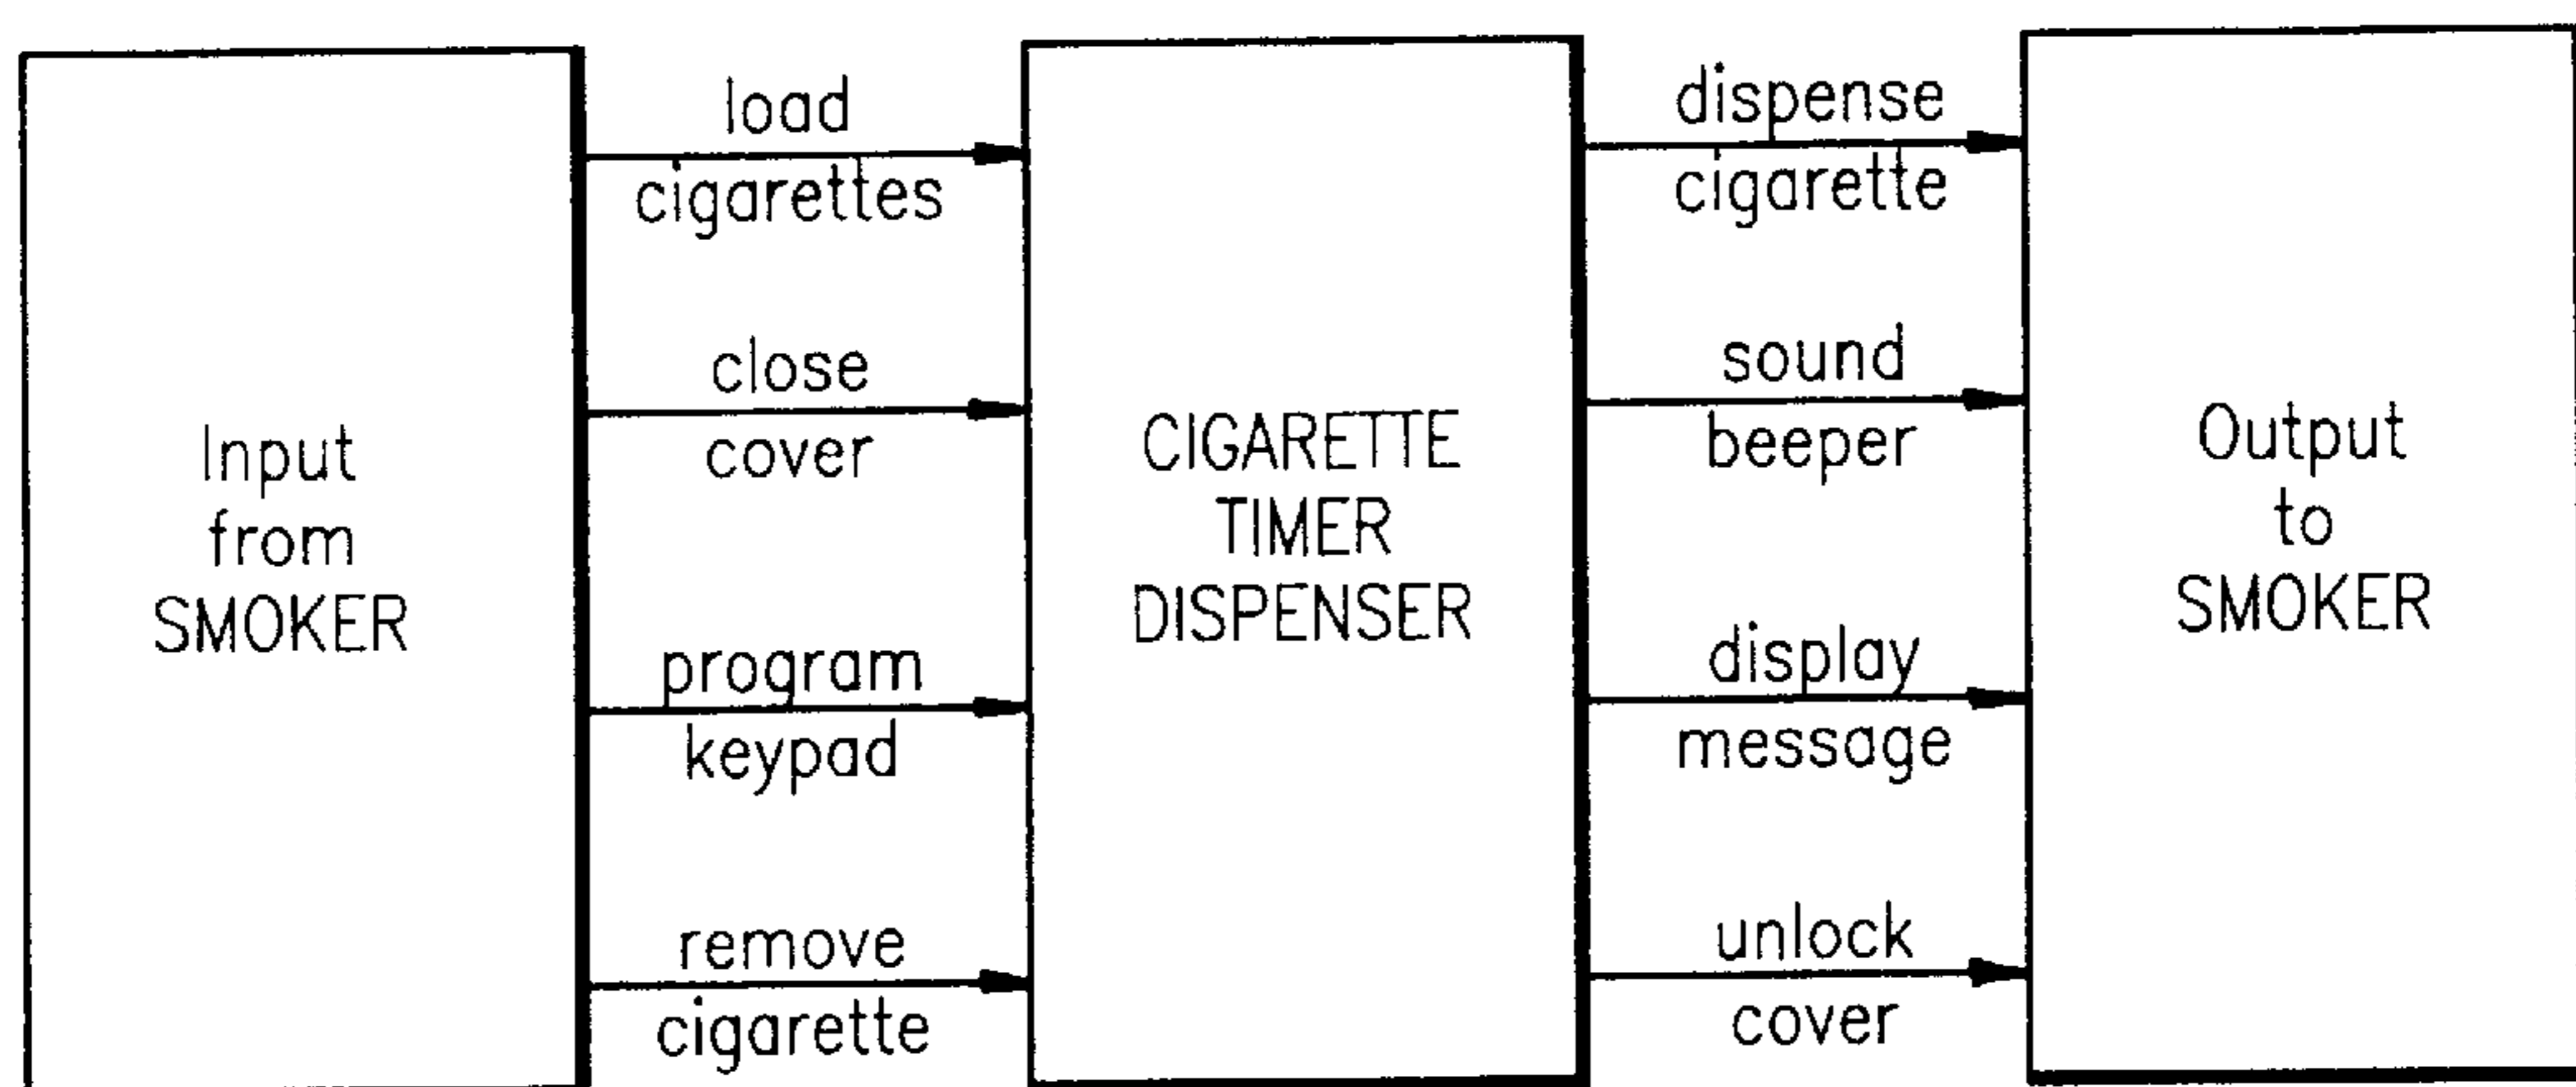 Input
from
SMOKER
load
cigarettes
close
cover
program
keypad
remove
cigarette
CIGARETTE
TIMER
DISPENSER
dispense
cigarette
sound
beeper
display
message
unlock
cover
Output
to
SMOKER